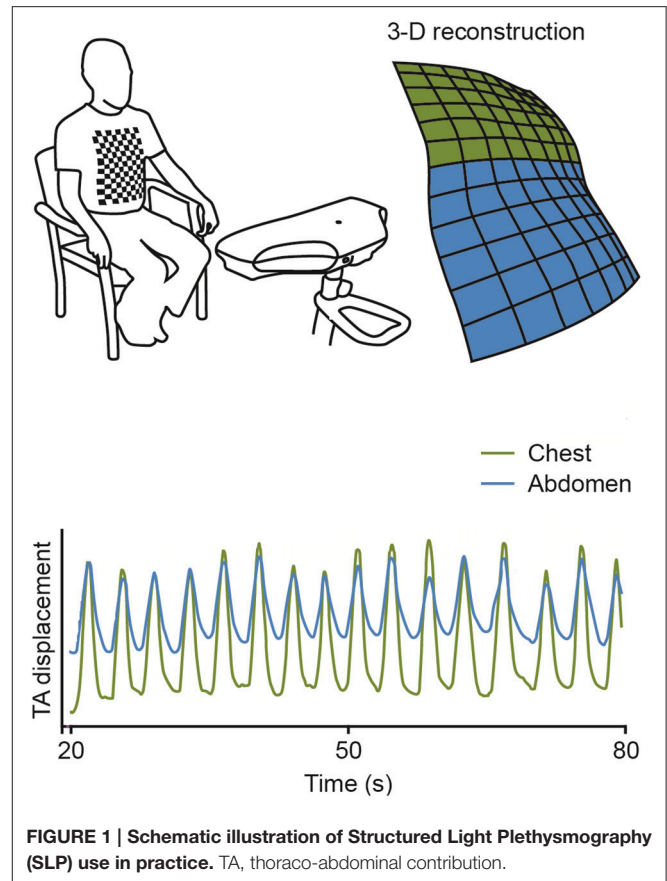 3-D reconstruction
Chest
Abdomen
TA displacement
20
50
80
Time (s)
FIGURE 1 | Schematic illustration of Structured Light Plethysmography
(SLP) use in practice. TA, thoraco-abdominal contribution.